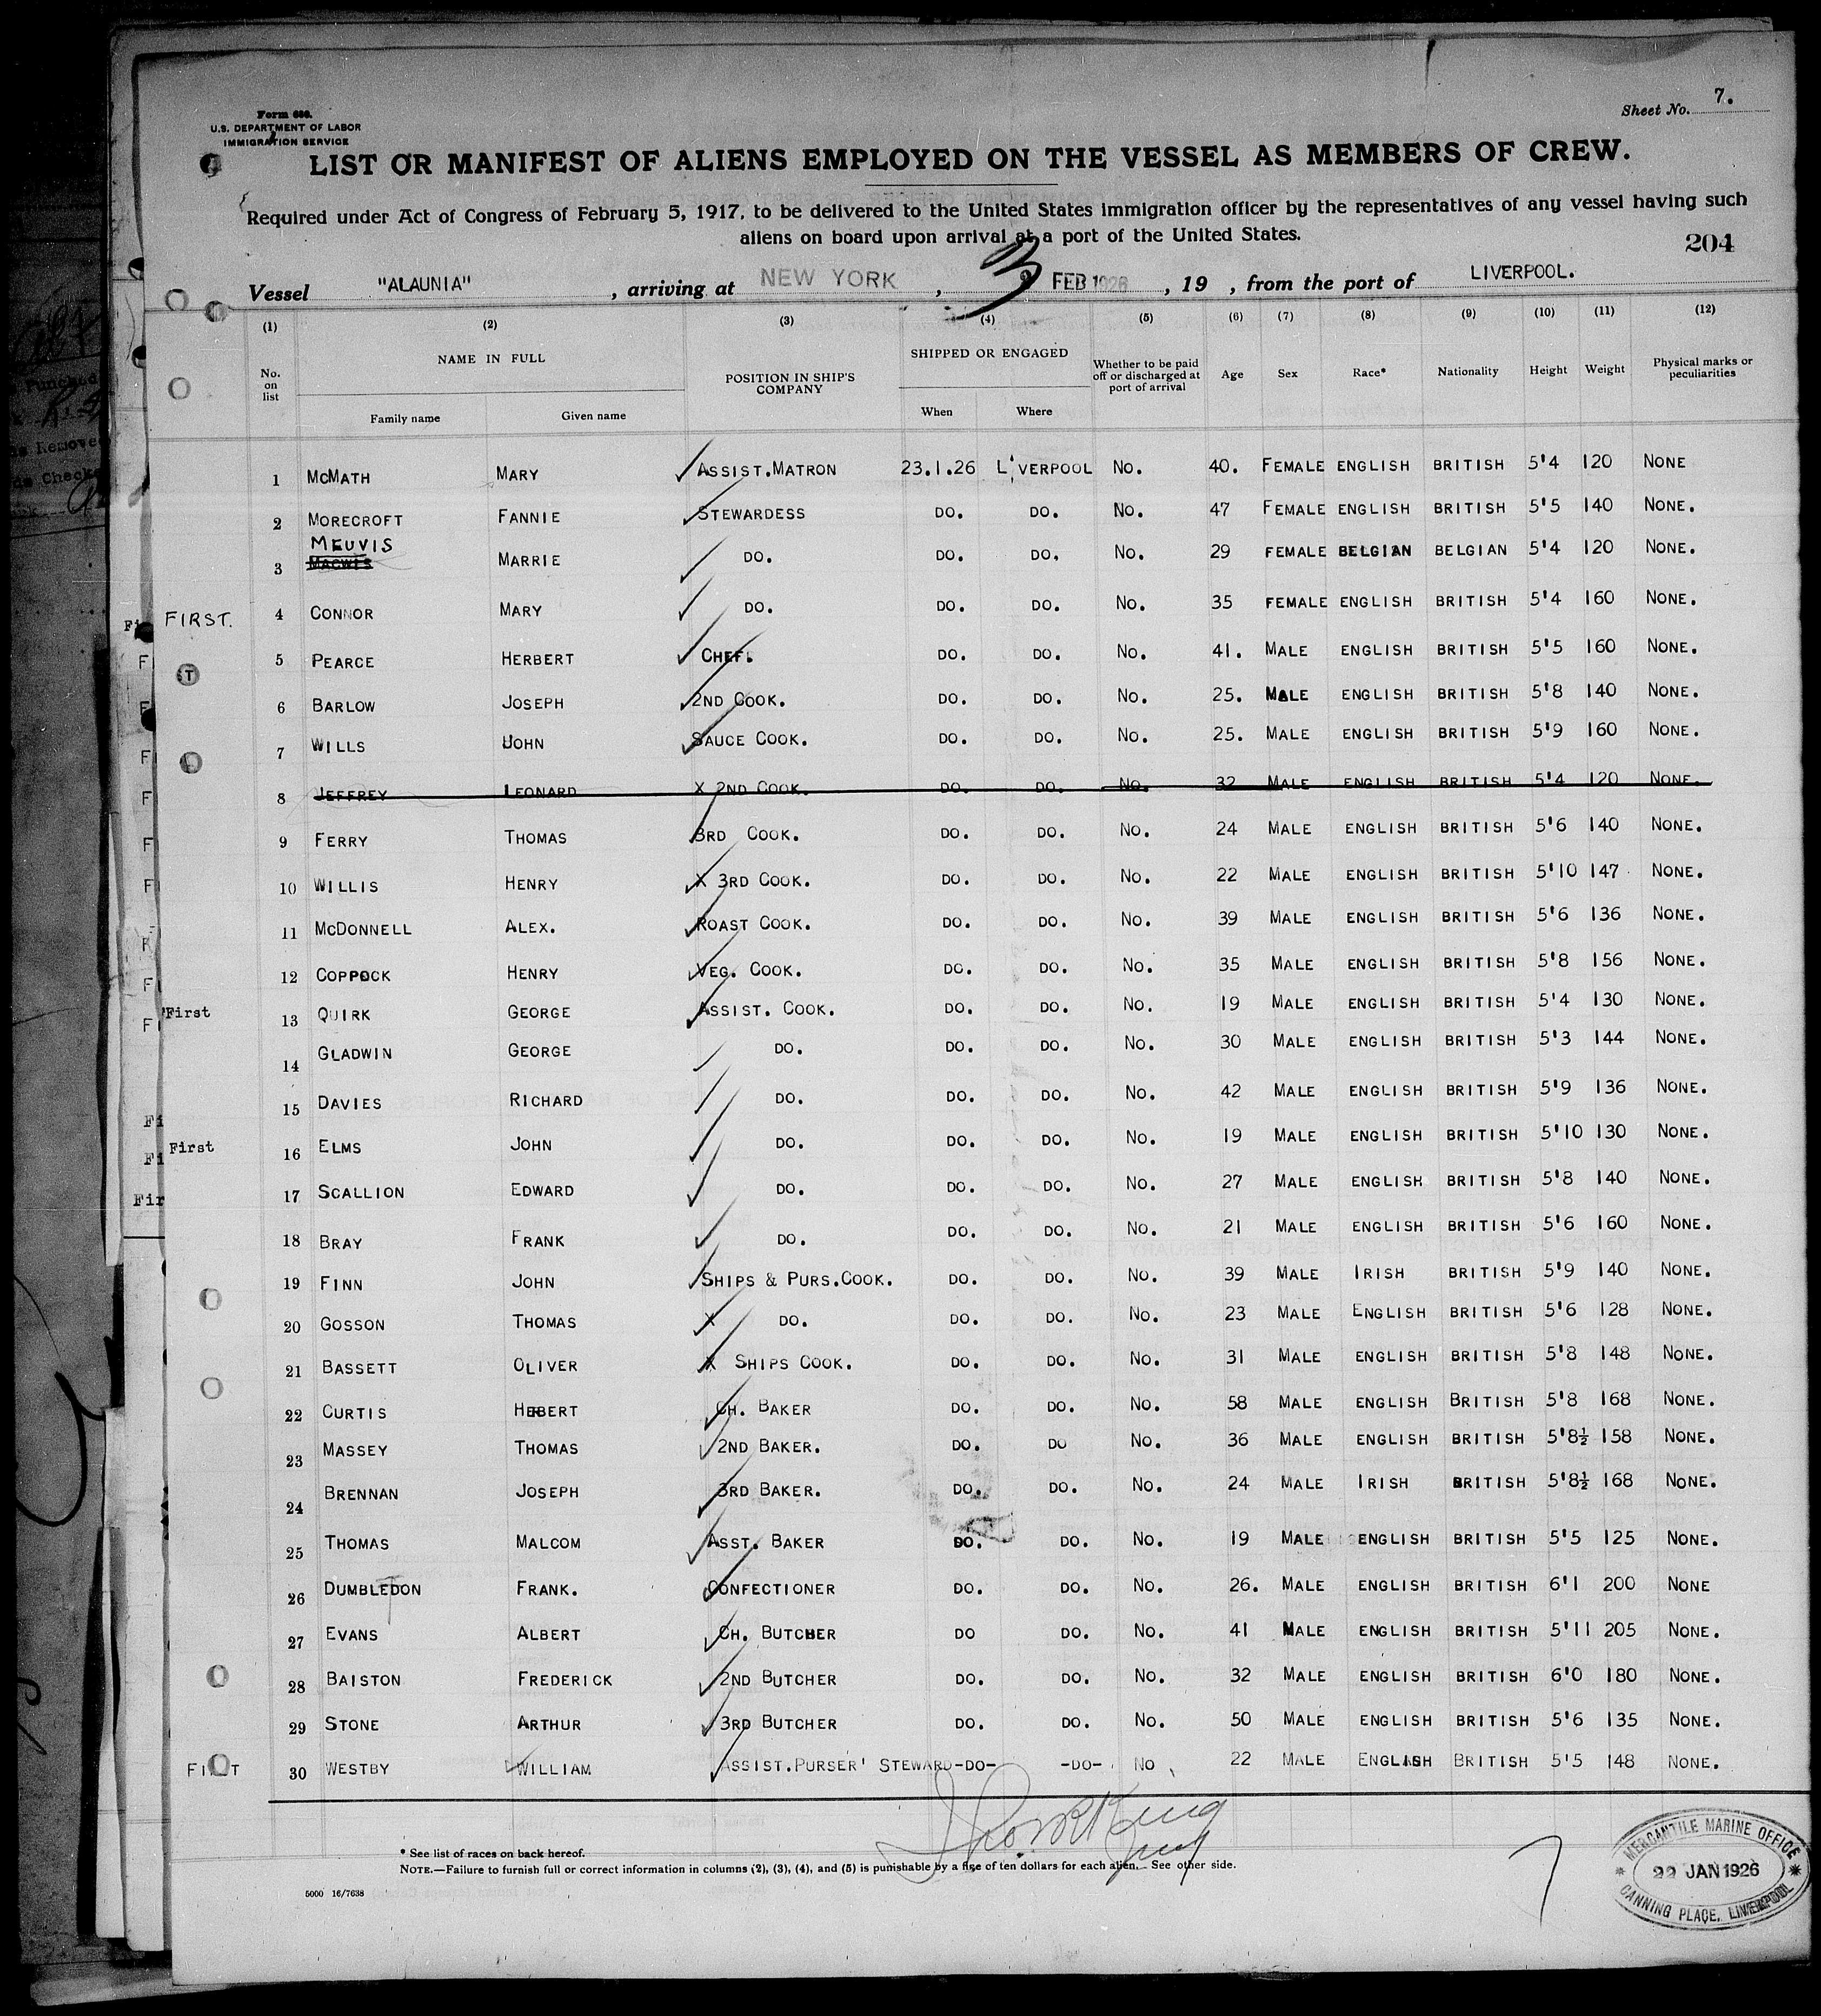 Sheet No. 7.
Form 680.
U.S. DEPARTMENT OF LABOR
IMMIGRATION SERVICE
LIST OR MANIFEST OF ALIENS EMPLOYED ON THE VESSEL AS MEMBERS OF CREW.
Required under Act of Congress of February 5, 1917, to be delivered to the United States immigration officer by the representatives of any vessel having such
aliens on board upon arrival at a port of the United States.
204
Vessel "ALAUNIA", arriving at NEW YORK, 3 FEB 1926, 19 , from the port of LIVERPOOL.
(1) (2) (3) (4) (5) (6) (7) (8) (9) (10) (11) (12)
No. on list NAME IN FULL Family name Given name POSITION IN SHIP'S COMPANY SHIPPED OR ENGAGED When Where Whether to be paid off or discharged at port of arrival Age Sex Race* Nationality Height Weight Physical marks or peculiarities
1 McMATH MARY ASSIST.MATRON 23.1.26 LIVERPOOL No. 40. FEMALE ENGLISH BRITISH 5'4 120 NONE
2 MORECROFT FANNIE STEWARDESS DO. DO. No. 47 FEMALE ENGLISH BRITISH 5'5 140 NONE.
MEUVIS
3 MARRIE DO. DO. DO. No. 29 FEMALE BELGIAN BELGIAN 5'4 120 NONE.
FIRST. 4 CONNOR MARY DO. DO. DO. No. 35 FEMALE ENGLISH BRITISH 5'4 160 NONE.
5 PEARCE HERBERT CHEF. DO. DO. No. 41. MALE ENGLISH BRITISH 5'5 160 NONE.
6 BARLOW JOSEPH 2ND COOK. DO. DO. No. 25. MALE ENGLISH BRITISH 5'8 140 NONE.
7 WILLS JOHN SAUCE COOK. DO. DO. No. 25. MALE ENGLISH BRITISH 5'9 160 NONE.
8 JEFFREY LEONARD X 2ND COOK. DO. DO. No. 32 MALE ENGLISH BRITISH 5'4 120 NONE.
9 FERRY THOMAS 3RD COOK. DO. DO. No. 24 MALE ENGLISH BRITISH 5'6 140 NONE.
10 WILLIS HENRY X 3RD COOK. DO. DO. No. 22 MALE ENGLISH BRITISH 5'10 147 NONE.
11 McDONNELL ALEX. ROAST COOK. DO. DO. No. 39 MALE ENGLISH BRITISH 5'6 136 NONE.
12 COPPOCK HENRY VEG. COOK. DO. DO. No. 35 MALE ENGLISH BRITISH 5'8 156 NONE.
First 13 QUIRK GEORGE ASSIST. COOK. DO. DO. No. 19 MALE ENGLISH BRITISH 5'4 130 NONE.
14 GLADWIN GEORGE DO. DO. DO. No. 30 MALE ENGLISH BRITISH 5'3 144 NONE.
15 DAVIES RICHARD DO. DO. DO. No. 42 MALE ENGLISH BRITISH 5'9 136 NONE.
First 16 ELMS JOHN DO. DO. DO. No. 19 MALE ENGLISH BRITISH 5'10 130 NONE.
17 SCALLION EDWARD DO. DO. DO. No. 27 MALE ENGLISH BRITISH 5'8 140 NONE.
18 BRAY FRANK DO. DO. DO. No. 21 MALE ENGLISH BRITISH 5'6 160 NONE.
19 FINN JOHN SHIPS & PURS.COOK. DO. DO. No. 39 MALE IRISH BRITISH 5'9 140 NONE.
20 GOSSON THOMAS X DO. DO. DO. No. 23 MALE ENGLISH BRITISH 5'6 128 NONE.
21 BASSETT OLIVER X SHIPS COOK. DO. DO. No. 31 MALE ENGLISH BRITISH 5'8 148 NONE.
22 CURTIS HEBERT CH. BAKER DO. DO. No. 58 MALE ENGLISH BRITISH 5'8 168 NONE.
23 MASSEY THOMAS 2ND BAKER. DO. DO No. 36 MALE ENGLISH BRITISH 5'8½ 158 NONE.
24 BRENNAN JOSEPH 3RD BAKER. DO. DO. No. 24 MALE IRISH BRITISH 5'8½ 168 NONE.
25 THOMAS MALCOM ASST. BAKER DO. DO. No. 19 MALE ENGLISH BRITISH 5'5 125 NONE.
26 DUMBLEDON FRANK. CONFECTIONER DO. DO. No. 26. MALE ENGLISH BRITISH 6'1 200 NONE
27 EVANS ALBERT CH. BUTCHER DO DO. No. 41 MALE ENGLISH BRITISH 5'11 205 NONE.
28 BAISTON FREDERICK 2ND BUTCHER DO. DO. No. 32 MALE ENGLISH BRITISH 6'0 180 NONE.
29 STONE ARTHUR 3RD BUTCHER DO. DO. No. 50 MALE ENGLISH BRITISH 5'6 135 NONE.
30 WESTBY WILLIAM ASSIST.PURSER' STEWARD -DO- -DO- No 22 MALE ENGLISH BRITISH 5'5 148 NONE.
* See list of races on back hereof.
NOTE.—Failure to furnish full or correct information in columns (2), (3), (4), and (5) is punishable by a fine of ten dollars for each alien. See other side.
5000 16/7638
7
MERCANTILE MARINE OFFICE
22 JAN 1926
CANNING PLACE, LIVERPOOL